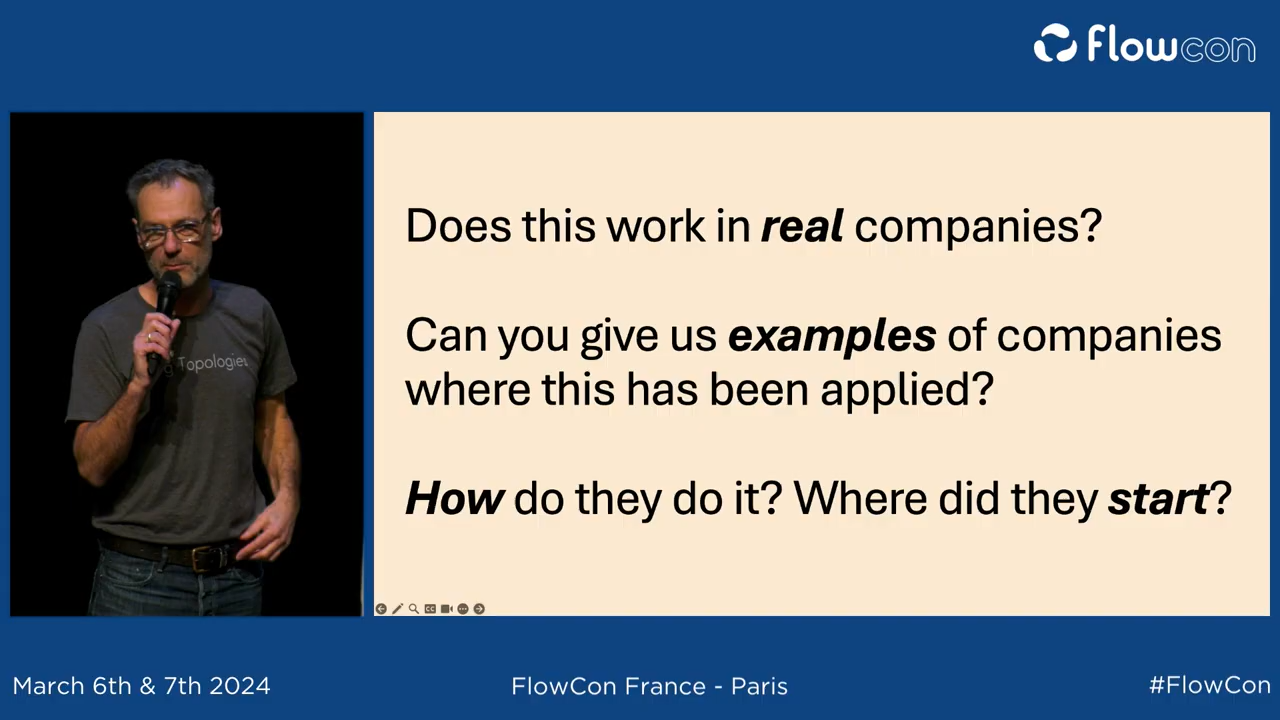 flowcon
Topologies
Does this work in real companies?
Can you give us examples of companies
where this has been applied?
How do they do it? Where did they start?
March 6th & 7th 2024
FlowCon France - Paris
#FlowCon